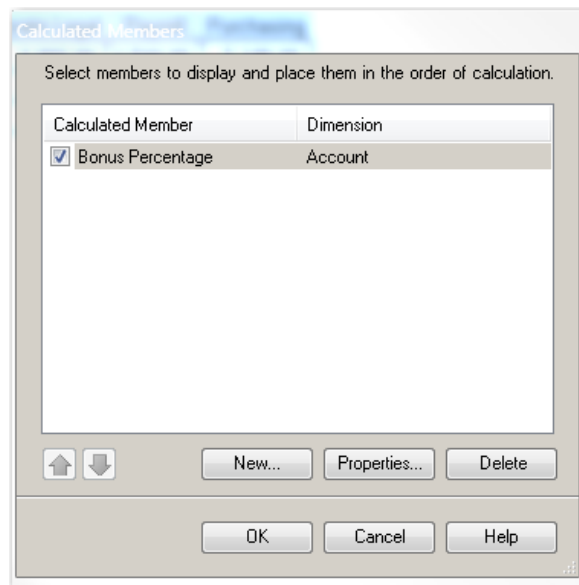 Calculated Members
Select members to display and place them in the order of calculation.
Calculated Member Dimension
Bonus Percentage Account
New... Properties... Delete
OK Cancel Help